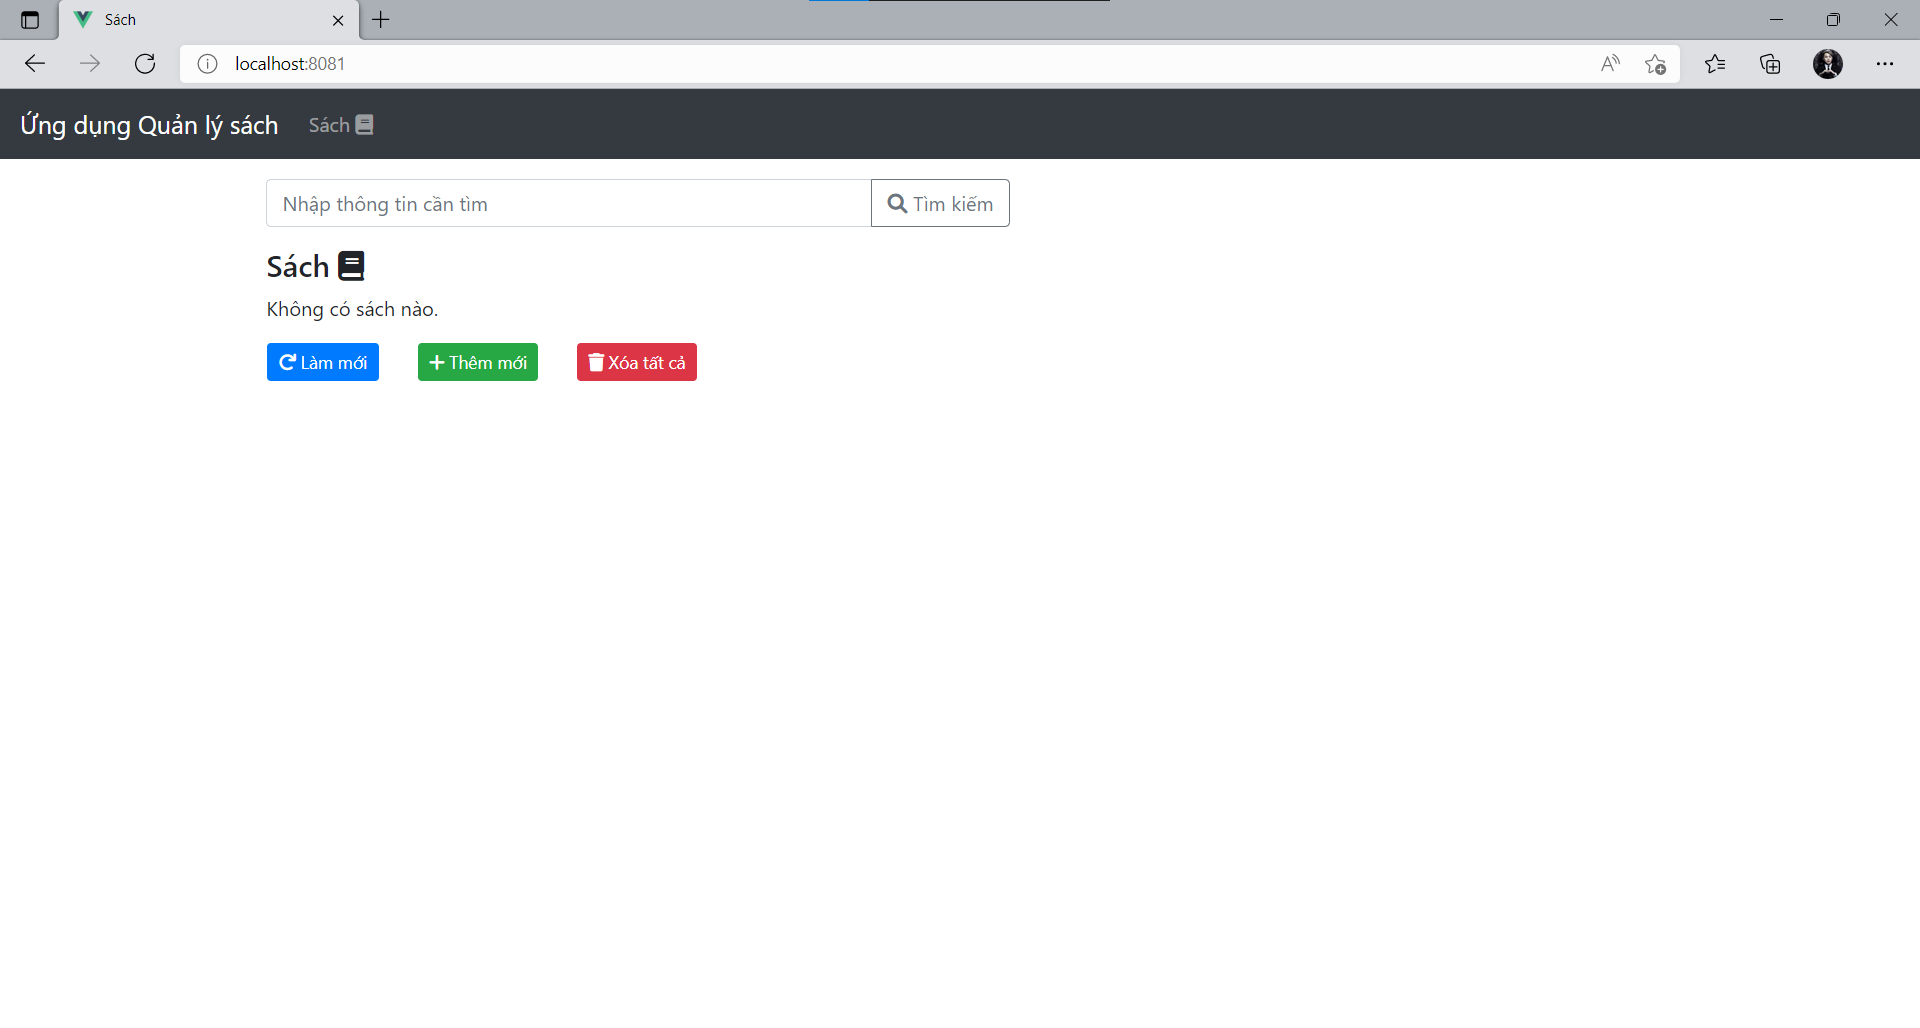 Sách
localhost:8081
Ứng dụng Quản lý sách Sách
Nhập thông tin cần tìm Tìm kiếm
Sách
Không có sách nào.
Làm mới Thêm mới Xóa tất cả